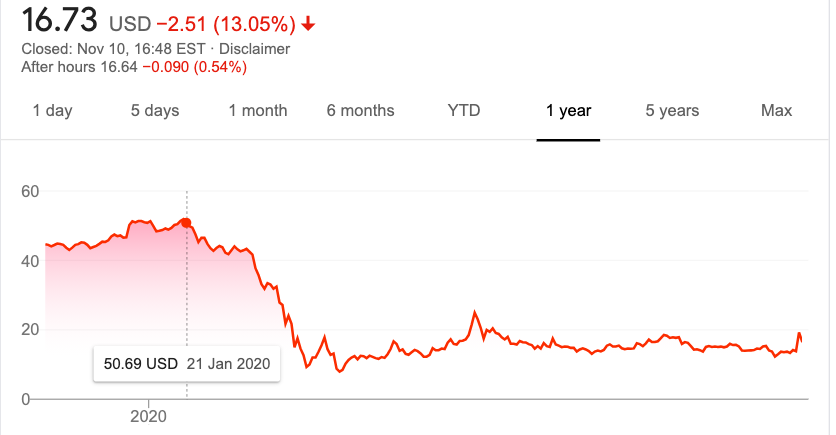 16.73 USD −2.51 (13.05%)
Closed: Nov 10, 16:48 EST · Disclaimer
After hours 16.64 −0.090 (0.54%)
1 day 5 days 1 month 6 months YTD 1 year 5 years Max
60
40
20
50.69 USD 21 Jan 2020
0
2020